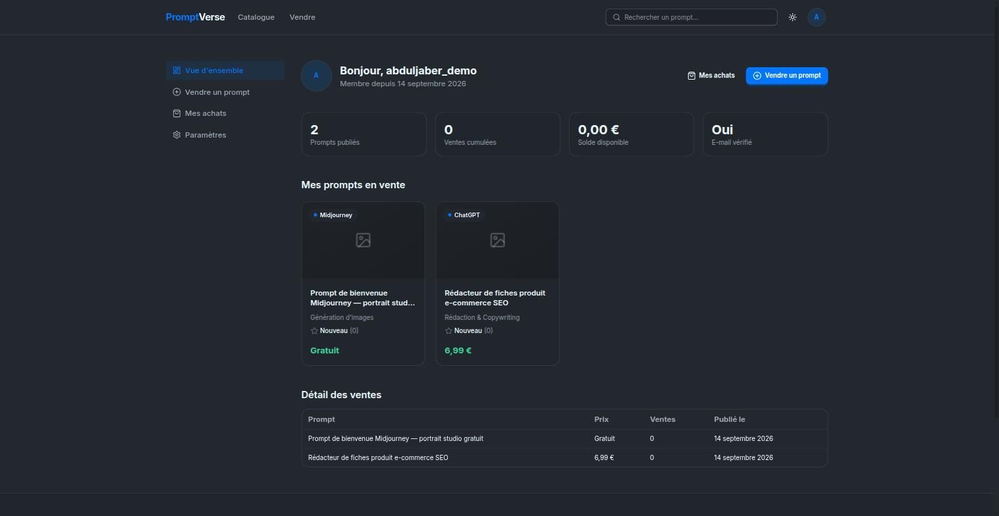 PromptVerse
Catalogue
Vendre
Rechercher un prompt...
A
Vue d'ensemble
Vendre un prompt
Mes achats
Paramètres
A
Bonjour, abduljaber_demo
Membre depuis 14 septembre 2026
Mes achats
Vendre un prompt
2
Prompts publiés
0
Ventes cumulées
0,00 €
Solde disponible
Oui
E-mail vérifié
Mes prompts en vente
Midjourney
Prompt de bienvenue
Midjourney — portrait stud...
Génération d'images
Nouveau (0)
Gratuit
ChatGPT
Rédacteur de fiches produit
e-commerce SEO
Rédaction & Copywriting
Nouveau (0)
6,99 €
Détail des ventes
Prompt Prix Ventes Publié le
Prompt de bienvenue Midjourney — portrait studio gratuit Gratuit 0 14 septembre 2026
Rédacteur de fiches produit e-commerce SEO 6,99 € 0 14 septembre 2026